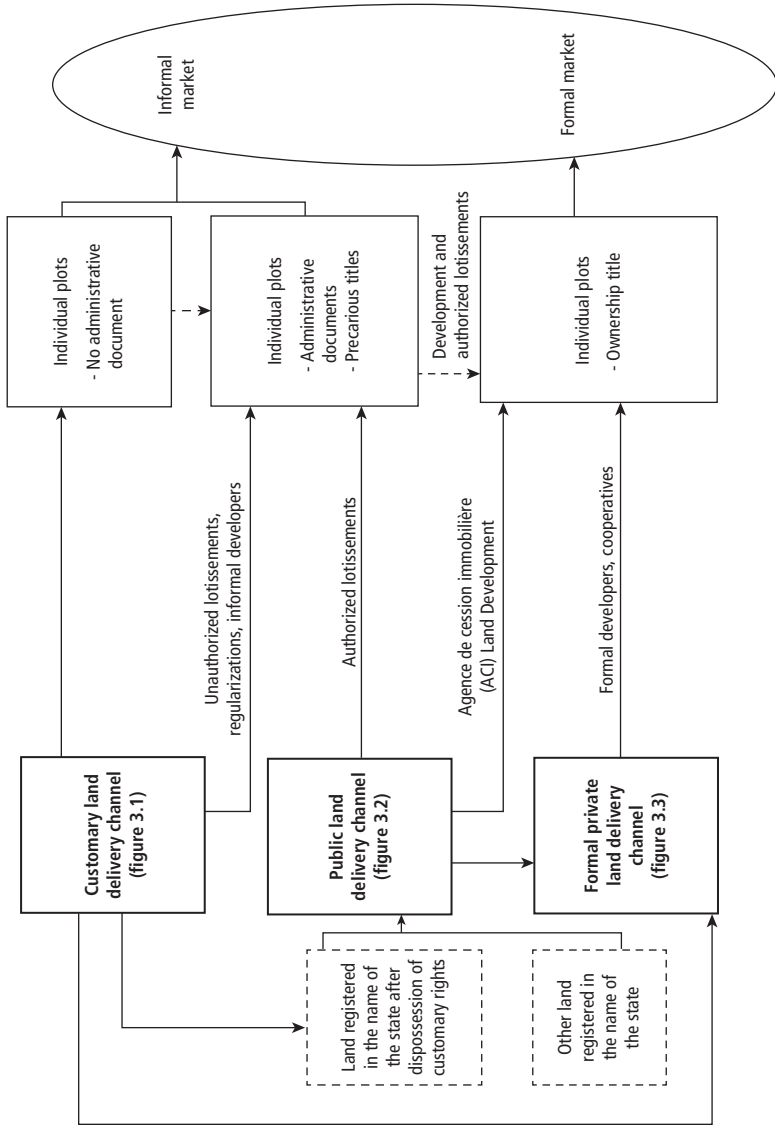 Customary land
delivery channel
(figure 3.1)
Public land
delivery channel
(figure 3.2)
Formal private
land delivery
channel
(figure 3.3)
Land registered
in the name of
the state after
dispossession of
customary rights
Other land
registered in
the name of
the state
Unauthorized lotissements,
regularizations, informal developers
Authorized lotissements
Agence de cession immobilière
(ACI) Land Development
Formal developers, cooperatives
Individual plots
- No administrative
document
Individual plots
- Administrative
documents
- Precarious titles
Development and
authorized lotissements
Individual plots
- Ownership title
Informal
market
Formal market